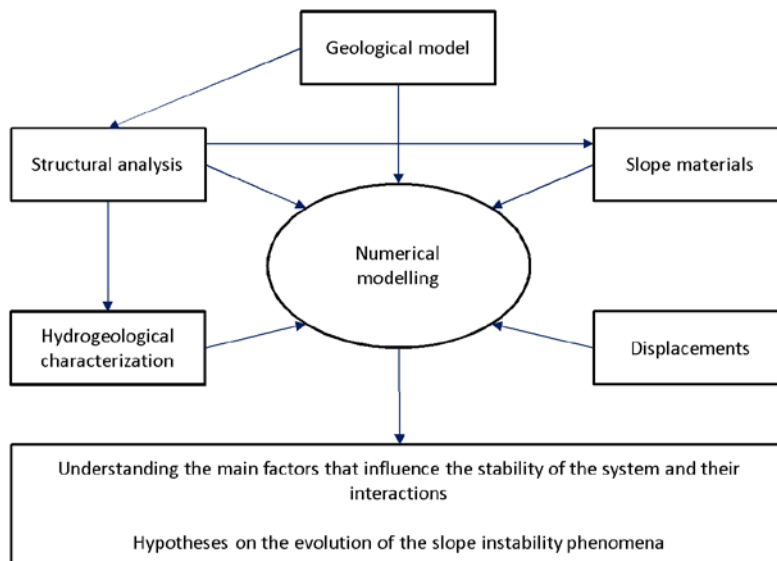 Geological model
Structural analysis
Slope materials
Numerical
modelling
Hydrogeological
characterization
Displacements
Understanding the main factors that influence the stability of the system and their
interactions
Hypotheses on the evolution of the slope instability phenomena